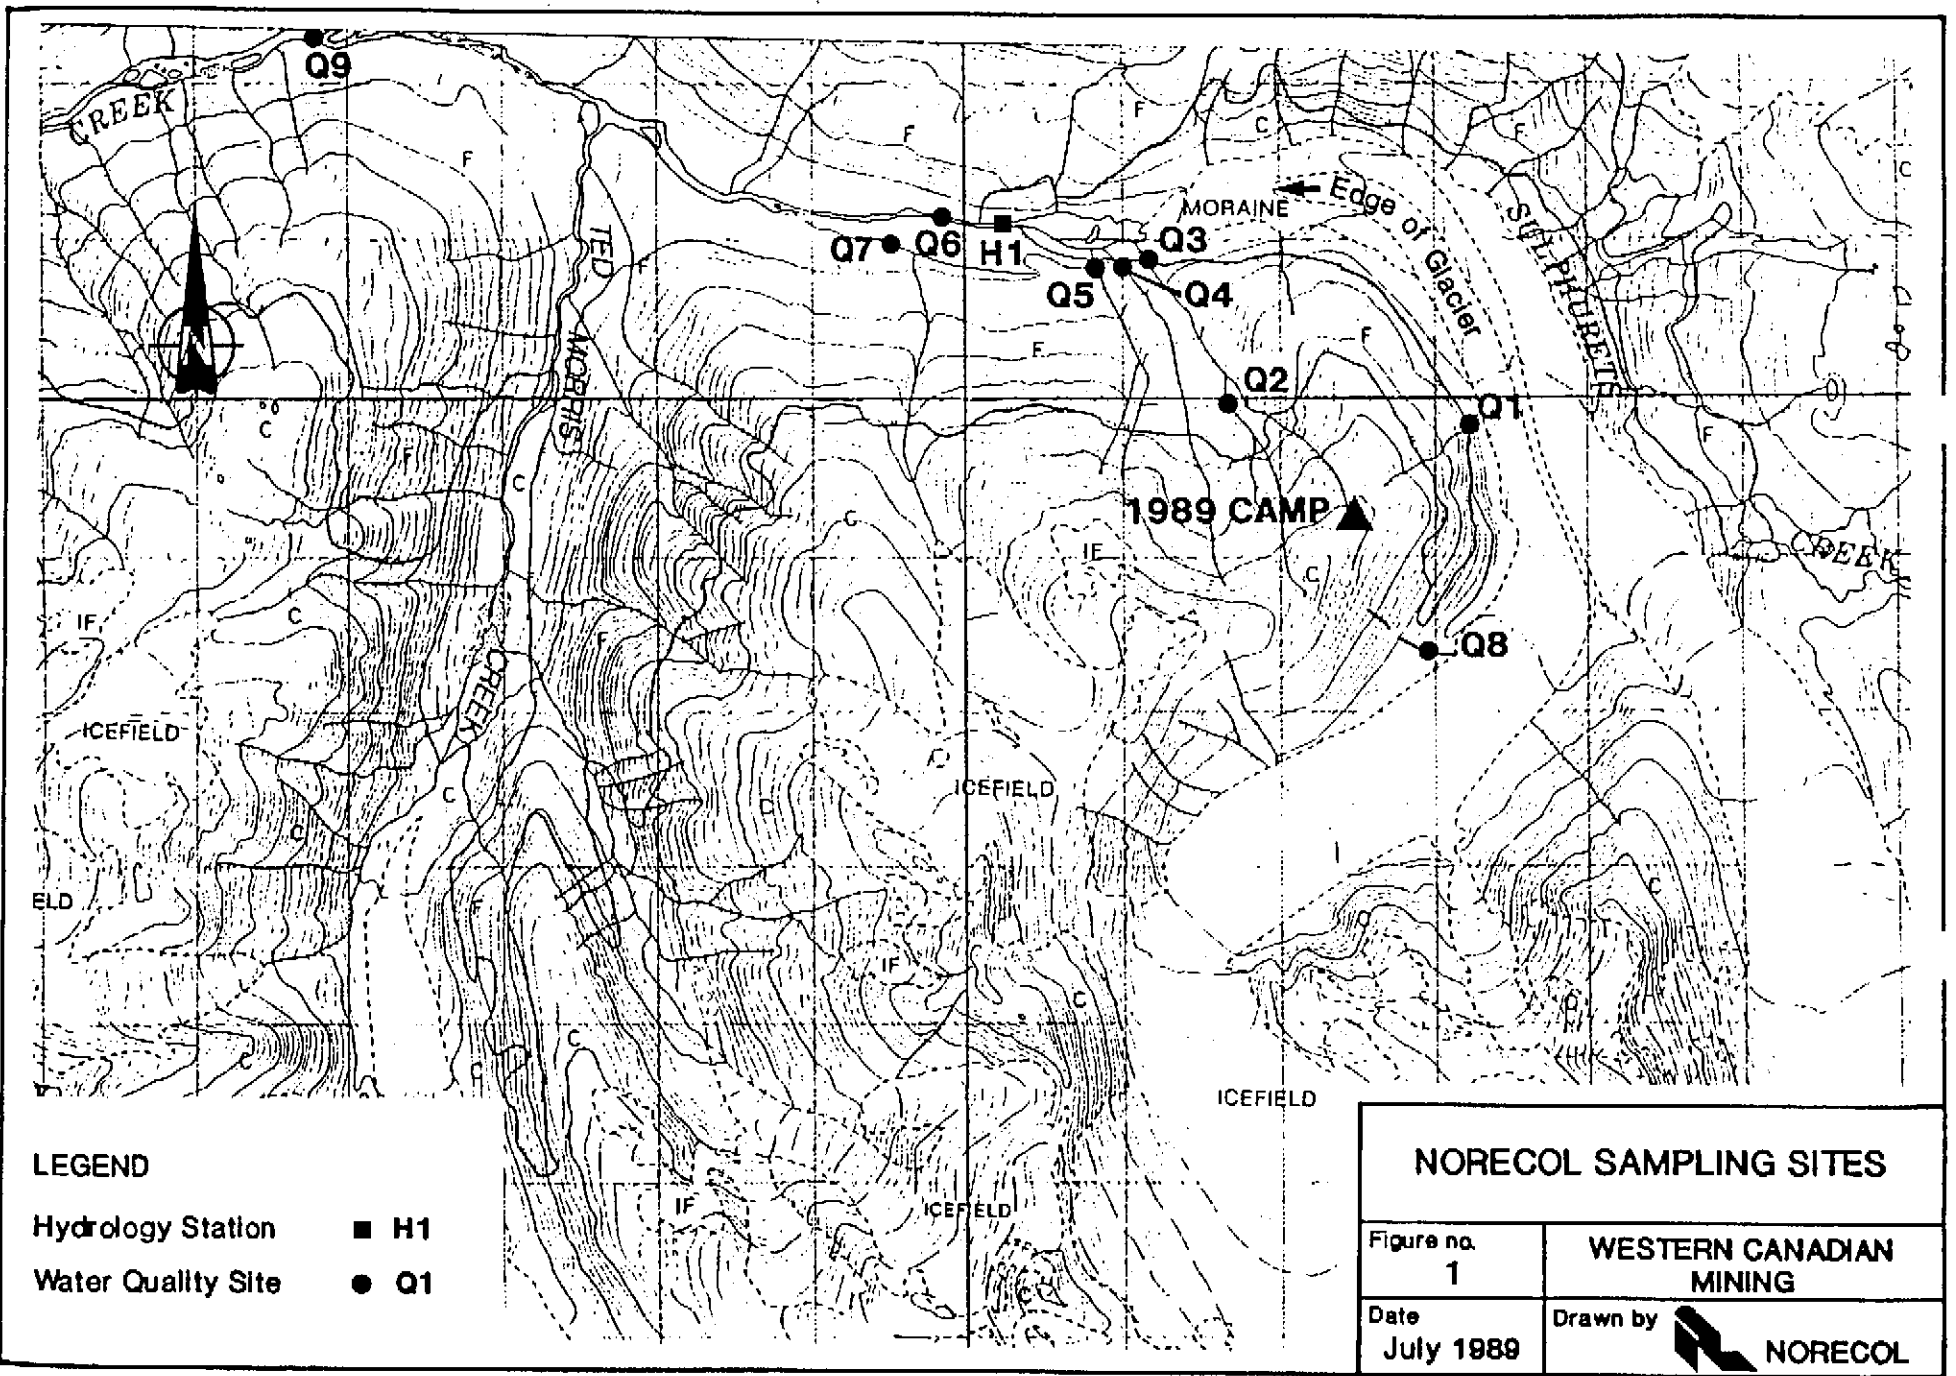 Q9
CREEK
F
C
F
F
F
Edge of
Glacier
MORAINE
SULPHURETS
TED
MORRIS
CREEK
Q7
Q6
H1
Q3
Q5
Q4
F
F
F
Q2
Q1
C
F
C
C
F
N
1989 CAMP
IF
C
CREEK
IF
C
F
Q8
ICEFIELD
ICEFIELD
C
C
C
C
ELD
F
IF
C
C
C
C
C
ICEFIELD
IF
ICEFIELD
C
LEGEND
Hydrology Station ■ H1
Water Quality Site ● Q1
NORECOL SAMPLING SITES
Figure no.
1
WESTERN CANADIAN
MINING
Date
July 1989
Drawn by
NORECOL